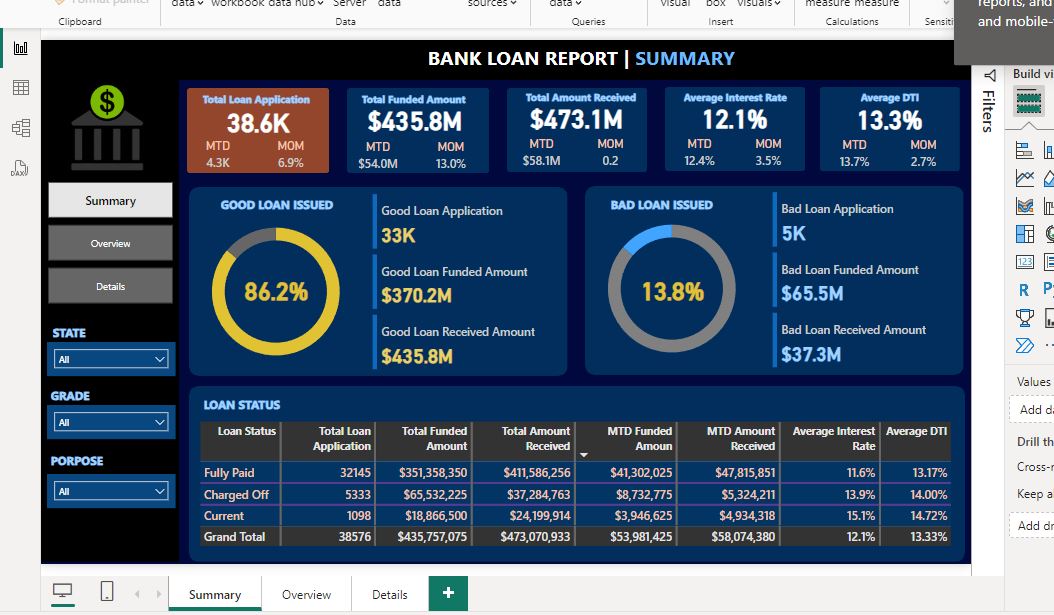 Format painter
data
workbook data hub
Server
data
sources
data
visual
box
visuals
measure measure
Clipboard
Data
Queries
Insert
Calculations
Sensiti
reports, and
and mobile-
BANK LOAN REPORT | SUMMARY
Build vi
Filters
$
Total Loan Application
38.6K
MTD MOM
4.3K 6.9%
Total Funded Amount
$435.8M
MTD MOM
$54.0M 13.0%
Total Amount Received
$473.1M
MTD MOM
$58.1M 0.2
Average Interest Rate
12.1%
MTD MOM
12.4% 3.5%
Average DTI
13.3%
MTD MOM
13.7% 2.7%
DAX
Summary
Overview
Details
STATE
All
GRADE
All
PORPOSE
All
GOOD LOAN ISSUED
86.2%
Good Loan Application
33K
Good Loan Funded Amount
$370.2M
Good Loan Received Amount
$435.8M
BAD LOAN ISSUED
13.8%
Bad Loan Application
5K
Bad Loan Funded Amount
$65.5M
Bad Loan Received Amount
$37.3M
LOAN STATUS
Loan Status Total Loan Application Total Funded Amount Total Amount Received MTD Funded Amoun MTD Amount Received Average Interest Rate Average DTI
Fully Paid 32145 $351,358,350 $411,586,256 $41,302,025 $47,815,851 11.6% 13.17%
Charged Off 5333 $65,532,225 $37,284,763 $8,732,775 $5,324,211 13.9% 14.00%
Current 1098 $18,866,500 $24,199,914 $3,946,625 $4,934,318 15.1% 14.72%
Grand Total 38576 $435,757,075 $473,070,933 $53,981,425 $58,074,380 12.1% 13.33%
123
R Py
Values
Add da
Drill th
Cross-r
Keep al
Add dr
Summary Overview Details +